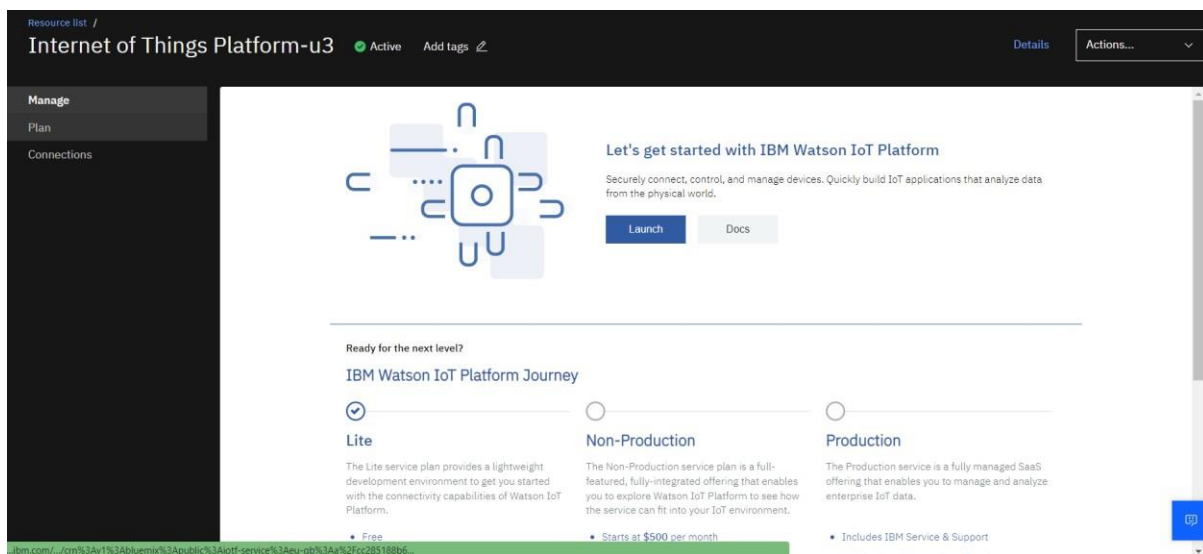 Resource list /
Internet of Things Platform-u3 Active Add tags
Details Actions...
Manage
Plan
Connections
Let's get started with IBM Watson IoT Platform
Securely connect, control, and manage devices. Quickly build IoT applications that analyze data
from the physical world.
Launch Docs
Ready for the next level?
IBM Watson IoT Platform Journey
Lite
The Lite service plan provides a lightweight
development environment to get you started
with the connectivity capabilities of Watson IoT
Platform.
• Free
Non-Production
The Non-Production service plan is a full-
featured, fully-integrated offering that enables
you to explore Watson IoT Platform to see how
the service can fit into your IoT environment.
• Starts at $500 per month
Production
The Production service is a fully managed SaaS
offering that enables you to manage and analyze
enterprise IoT data.
• Includes IBM Service & Support
...ibm.com/.../crn%3Av1%3Abluemix%3Apublic%3Aiotf-service%3Aeu-gb%3Aa%2Fcc285188b6...